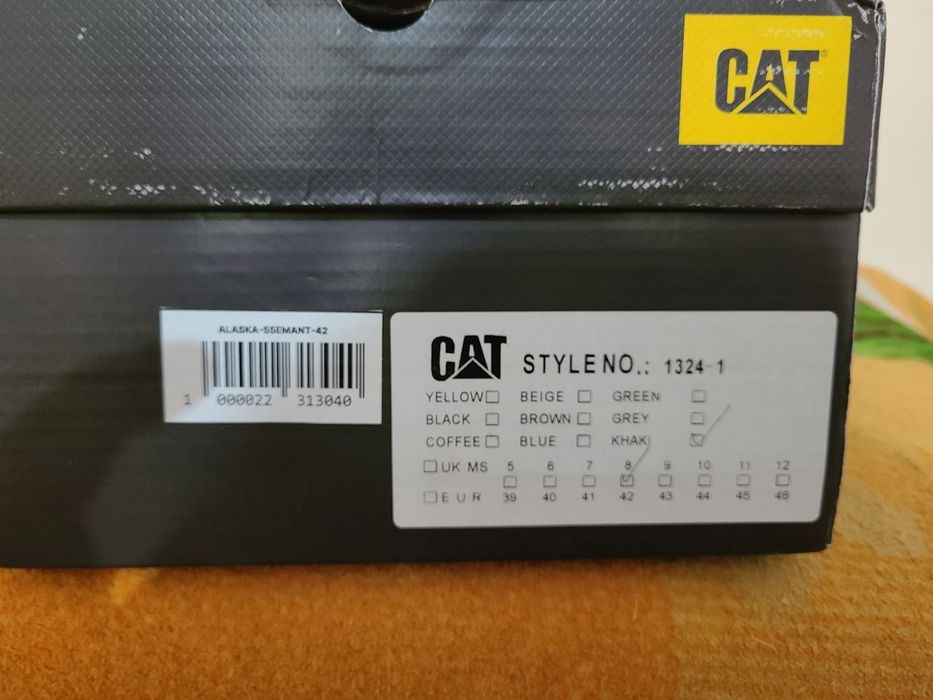 CAT®
ALASKA-55EMANT-42
1 000022 313040
CAT STYLE NO.: 1324-1
YELLOW☐ BEIGE ☐ GREEN ☐
BLACK ☐ BROWN☐ GREY ☐
COFFEE☐ BLUE ☐ KHAKI ☑
☐UK MS 5 6 7 8 9 10 11 12
☐ ☐ ☐ ☑ ☐ ☐ ☐ ☐
☐EUR 39 40 41 42 43 44 45 46